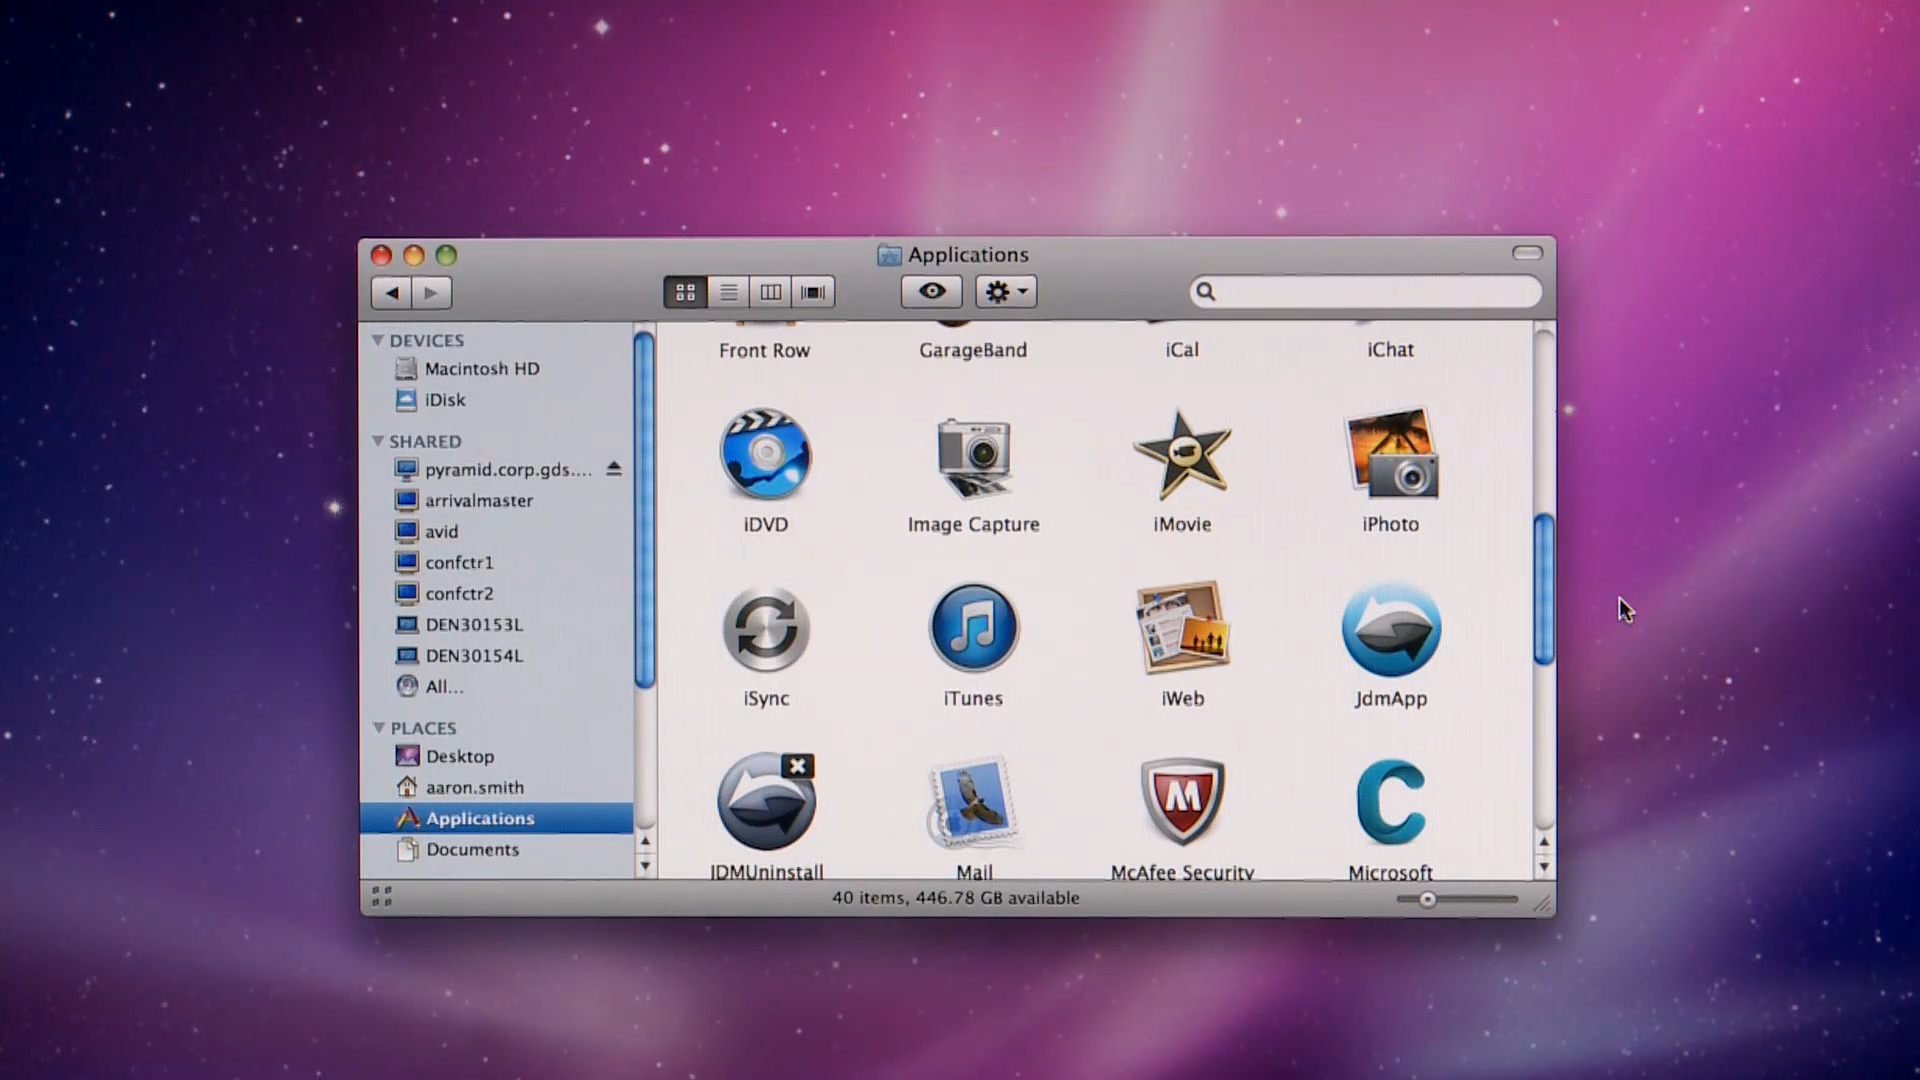 Applications
DEVICES
Macintosh HD
iDisk
SHARED
pyramid.corp.gds....
arrivalmaster
avid
confctr1
confctr2
DEN30153L
DEN30154L
All...
PLACES
Desktop
aaron.smith
Applications
Documents
Front Row
GarageBand
iCal
iChat
iDVD
Image Capture
iMovie
iPhoto
iSync
iTunes
iWeb
JdmApp
JDMUninstall
Mail
McAfee Security
Microsoft
40 items, 446.78 GB available